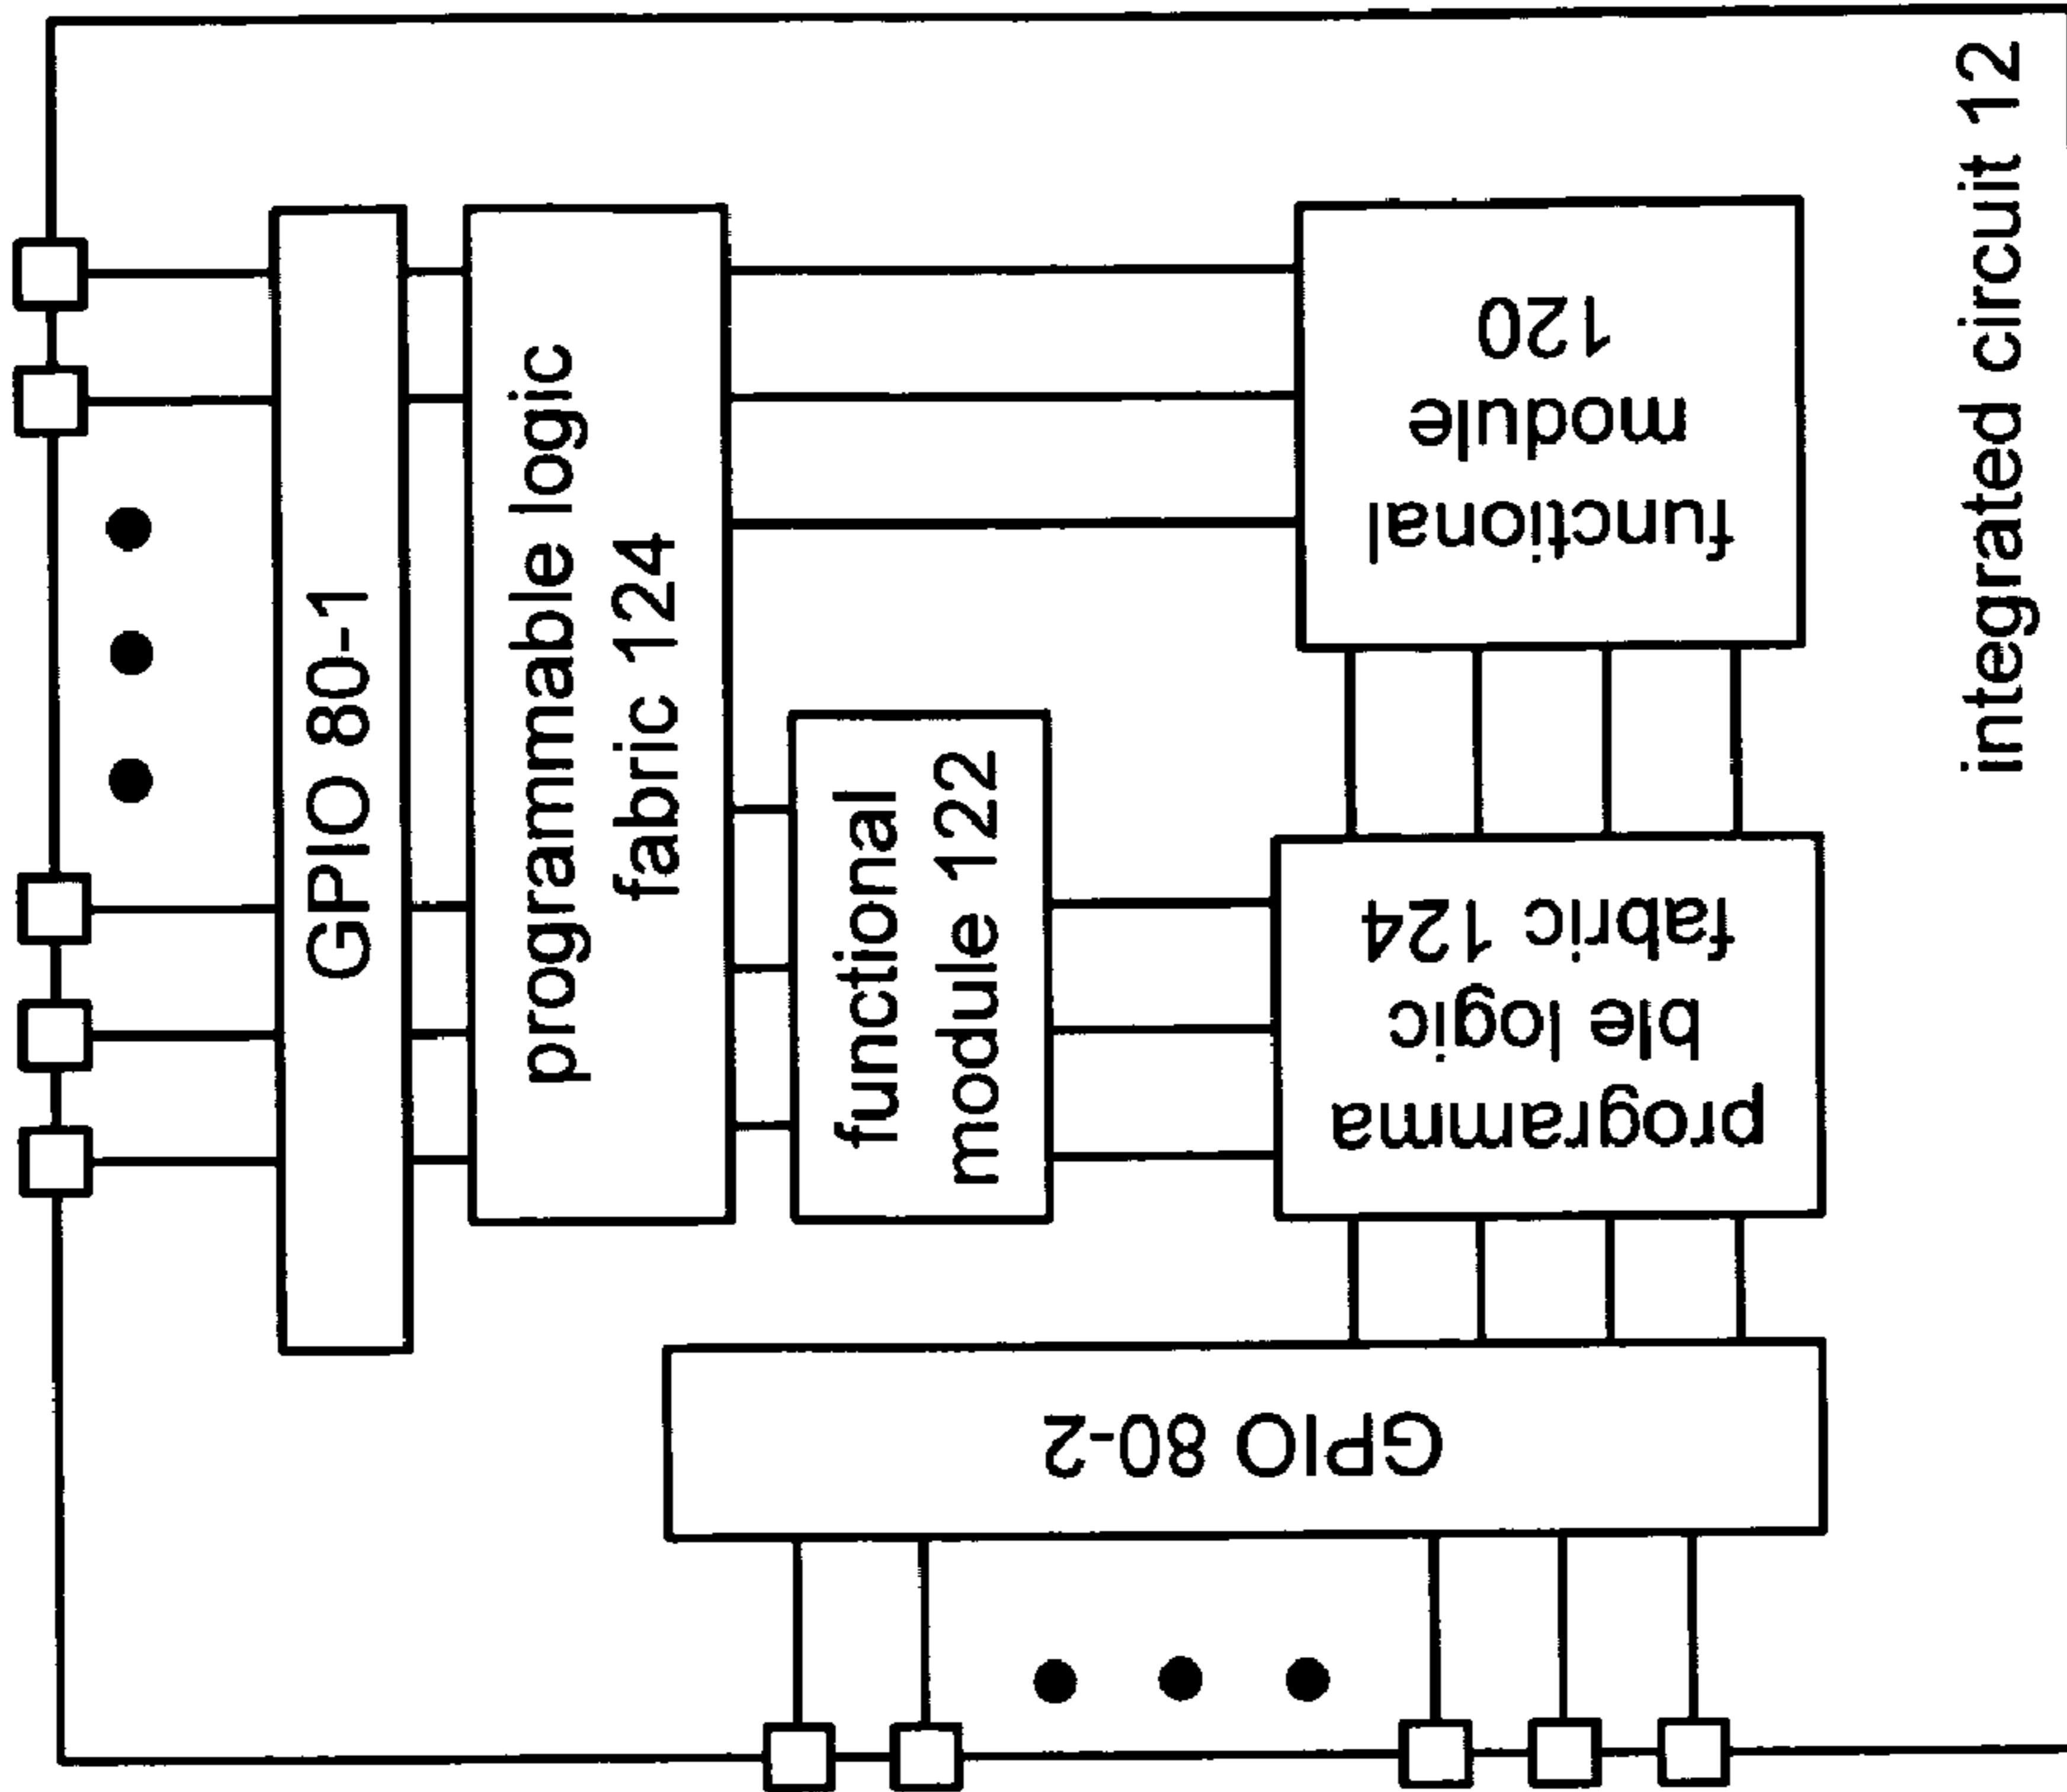 GPIO 80-1
programmable logic
fabric 124
functional
module 122
functional
module
120
programma
ble logic
fabric 124
GPIO 80-2
integrated circuit 12